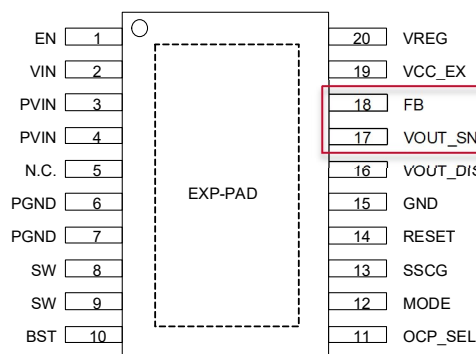 EN 1 20 VREG
VIN 2 19 VCC_EX
PVIN 3 18 FB
PVIN 4 17 VOUT_SN
N.C. 5 16 VOUT_DIS
PGND 6 EXP-PAD 15 GND
PGND 7 14 RESET
SW 8 13 SSCG
SW 9 12 MODE
BST 10 11 OCP_SEL